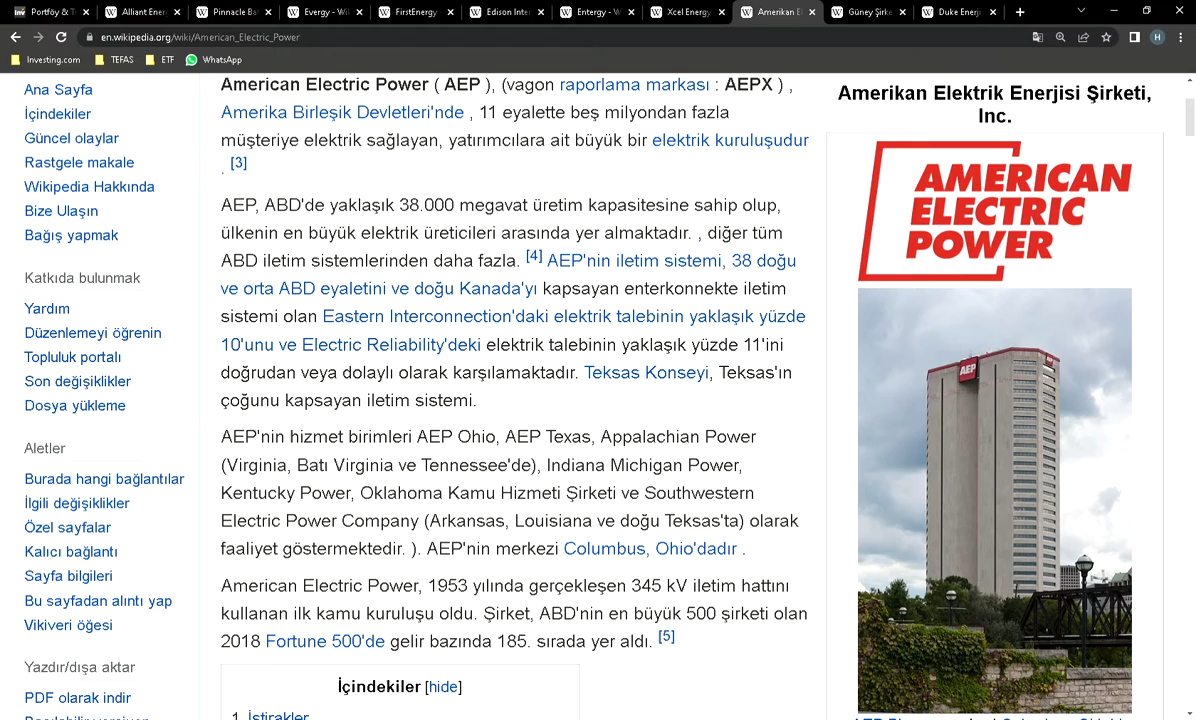 Portföy & Ti
Alliant Ener
Pinnacle Ba
Evergy - Wi
FirstEnergy
Edison Inte
Entergy - W
Xcel Energy
Amerikan El
Güney Şirke
Duke Enerji
en.wikipedia.org/wiki/American_Electric_Power
Investing.com
TEFAS
ETF
WhatsApp
Ana Sayfa
İçindekiler
Güncel olaylar
Rastgele makale
Wikipedia Hakkında
Bize Ulaşın
Bağış yapmak
Katkıda bulunmak
Yardım
Düzenlemeyi öğrenin
Topluluk portalı
Son değişiklikler
Dosya yükleme
Aletler
Burada hangi bağlantılar
İlgili değişiklikler
Özel sayfalar
Kalıcı bağlantı
Sayfa bilgileri
Bu sayfadan alıntı yap
Vikiveri öğesi
Yazdır/dışa aktar
PDF olarak indir
American Electric Power ( AEP ), (vagon raporlama markası : AEPX ) ,
Amerika Birleşik Devletleri'nde , 11 eyalette beş milyondan fazla
müşteriye elektrik sağlayan, yatırımcılara ait büyük bir elektrik kuruluşudur
. [3]
AEP, ABD'de yaklaşık 38.000 megavat üretim kapasitesine sahip olup,
ülkenin en büyük elektrik üreticileri arasında yer almaktadır. , diğer tüm
ABD iletim sistemlerinden daha fazla. [4] AEP'nin iletim sistemi, 38 doğu
ve orta ABD eyaletini ve doğu Kanada'yı kapsayan enterkonnekte iletim
sistemi olan Eastern Interconnection'daki elektrik talebinin yaklaşık yüzde
10'unu ve Electric Reliability'deki elektrik talebinin yaklaşık yüzde 11'ini
doğrudan veya dolaylı olarak karşılamaktadır. Teksas Konseyi, Teksas'ın
çoğunu kapsayan iletim sistemi.
AEP'nin hizmet birimleri AEP Ohio, AEP Texas, Appalachian Power
(Virginia, Batı Virginia ve Tennessee'de), Indiana Michigan Power,
Kentucky Power, Oklahoma Kamu Hizmeti Şirketi ve Southwestern
Electric Power Company (Arkansas, Louisiana ve doğu Teksas'ta) olarak
faaliyet göstermektedir. ). AEP'nin merkezi Columbus, Ohio'dadır .
American Electric Power, 1953 yılında gerçekleşen 345 kV iletim hattını
kullanan ilk kamu kuruluşu oldu. Şirket, ABD'nin en büyük 500 şirketi olan
2018 Fortune 500'de gelir bazında 185. sırada yer aldı. [5]
İçindekiler [hide]
1 İştirakler
Amerikan Elektrik Enerjisi Şirketi,
Inc.
AMERICAN
ELECTRIC
POWER
AEP